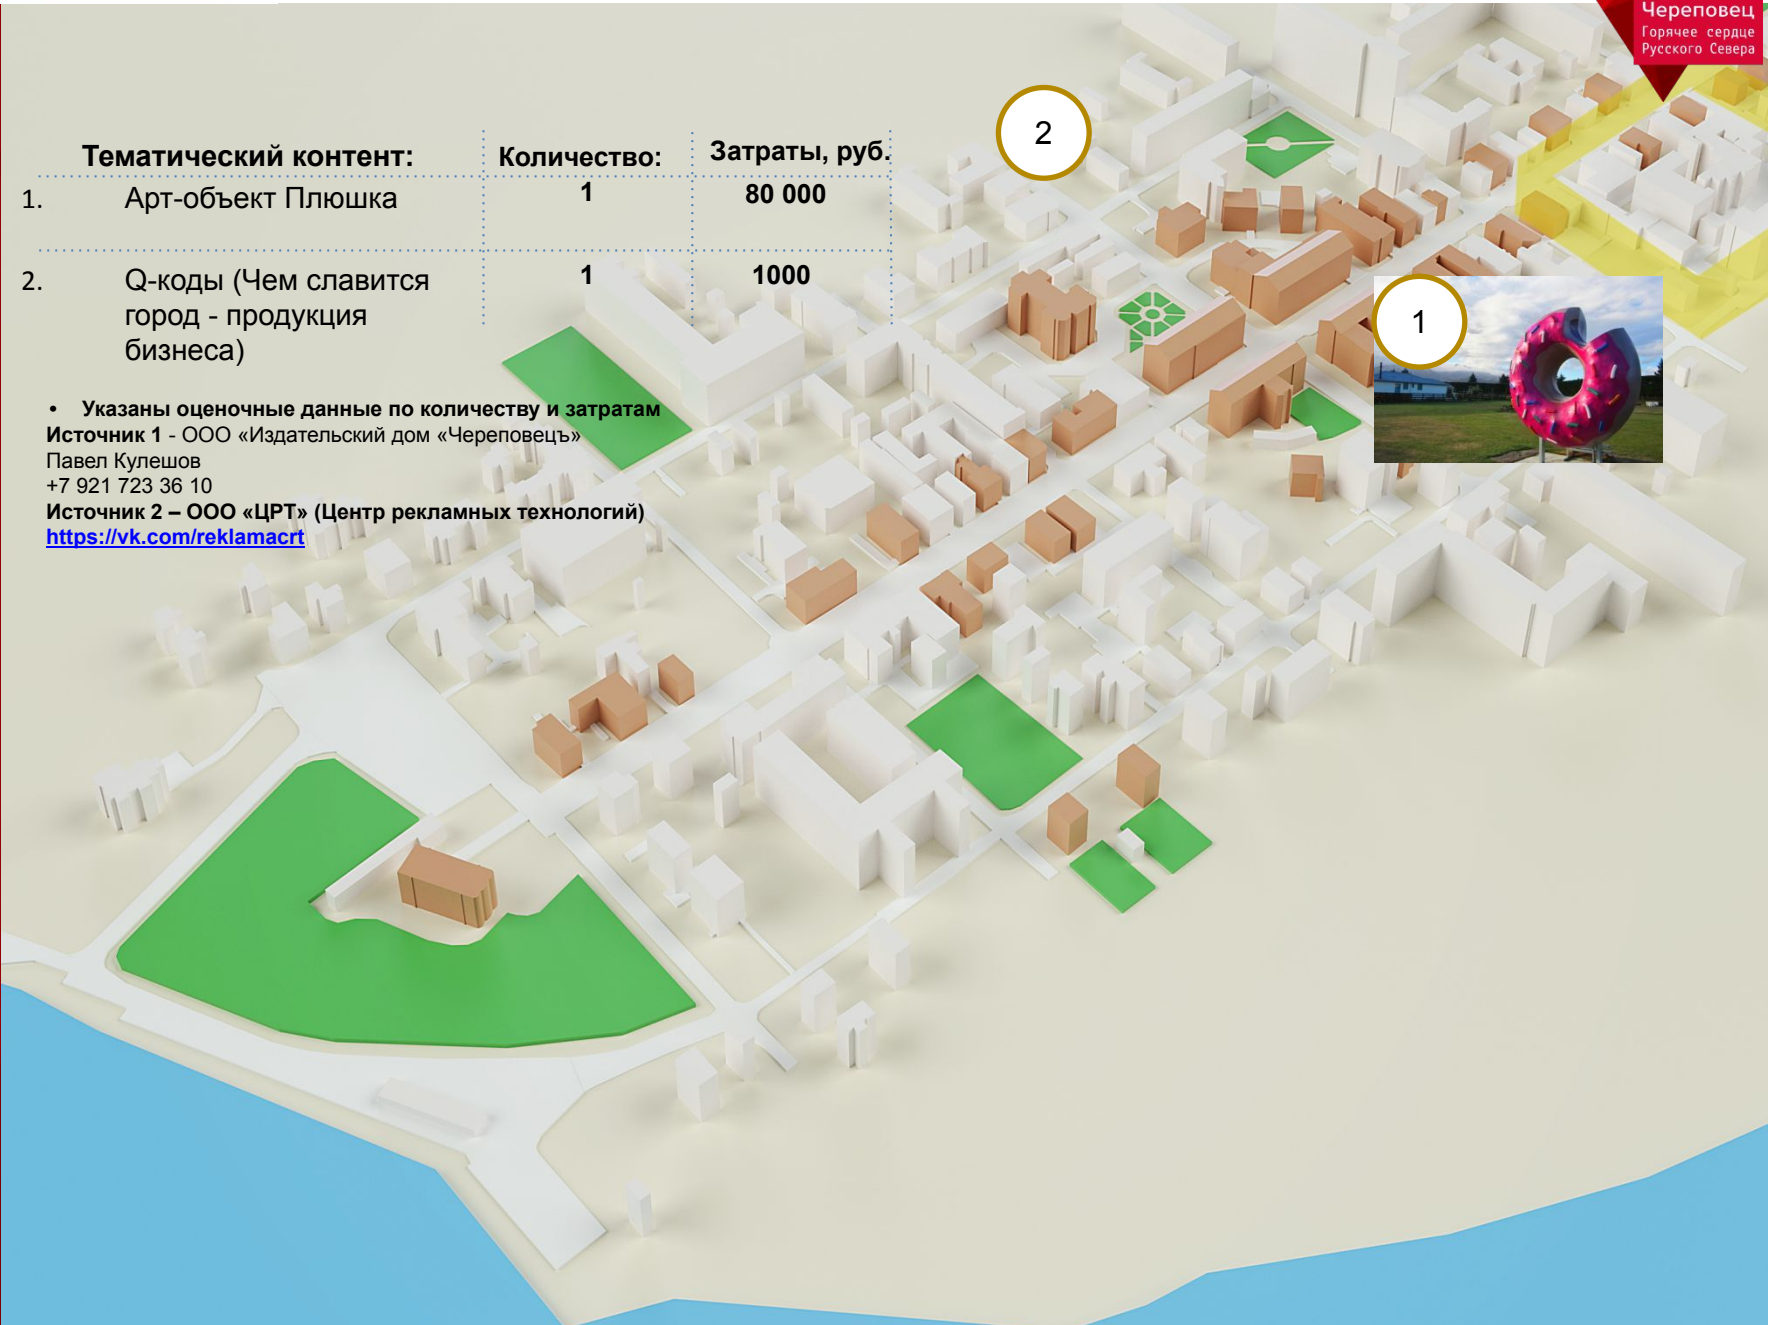 Череповец
Горячее сердце
Русского Севера
Тематический контент: Количество: Затраты, руб.
1. Арт-объект Плюшка 1 80 000
2. Q-коды (Чем славится 1 1000
город - продукция
бизнеса)
• Указаны оценочные данные по количеству и затратам
Источник 1 - ООО «Издательский дом «Череповецъ»
Павел Кулешов
+7 921 723 36 10
Источник 2 – ООО «ЦРТ» (Центр рекламных технологий)
https://vk.com/reklamacrt
2
1